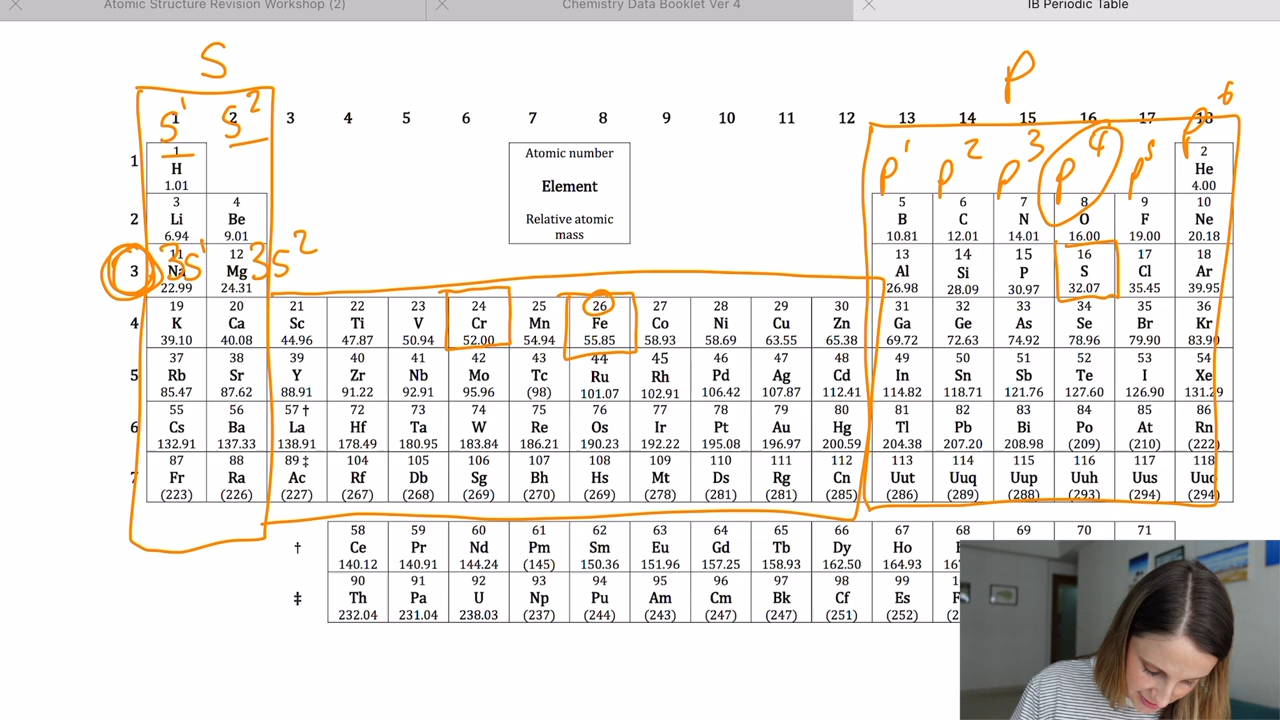 Atomic Structure Revision Workshop (2) Chemistry Data Booklet Ver 4 IB Periodic Table
S p
1 2 3 4 5 6 7 8 9 10 11 12 13 14 15 16 17 18
s¹ s² p¹ p² p³ p⁴ p⁵ p⁶
1 1 Atomic number 2
H Element He
1.01 Relative atomic mass 4.00
3 4 5 6 7 8 9 10
2 Li Be B C N O F Ne
6.94 9.01 10.81 12.01 14.01 16.00 19.00 20.18
11 12 13 14 15 16 17 18
3 Na 3s¹ Mg 3s² Al Si P S Cl Ar
22.99 24.31 26.98 28.09 30.97 32.07 35.45 39.95
19 20 21 22 23 24 25 26 27 28 29 30 31 32 33 34 35 36
4 K Ca Sc Ti V Cr Mn Fe Co Ni Cu Zn Ga Ge As Se Br Kr
39.10 40.08 44.96 47.87 50.94 52.00 54.94 55.85 58.93 58.69 63.55 65.38 69.72 72.63 74.92 78.96 79.90 83.90
37 38 39 40 41 42 43 44 45 46 47 48 49 50 51 52 53 54
5 Rb Sr Y Zr Nb Mo Tc Ru Rh Pd Ag Cd In Sn Sb Te I Xe
85.47 87.62 88.91 91.22 92.91 95.96 (98) 101.07 102.91 106.42 107.87 112.41 114.82 118.71 121.76 127.60 126.90 131.29
55 56 57 † 72 73 74 75 76 77 78 79 80 81 82 83 84 85 86
6 Cs Ba La Hf Ta W Re Os Ir Pt Au Hg Tl Pb Bi Po At Rn
132.91 137.33 138.91 178.49 180.95 183.84 186.21 190.23 192.22 195.08 196.97 200.59 204.38 207.20 208.98 (209) (210) (222)
87 88 89 ‡ 104 105 106 107 108 109 110 111 112 113 114 115 116 117 118
7 Fr Ra Ac Rf Db Sg Bh Hs Mt Ds Rg Cn Uut Uuq Uup Uuh Uus Uuo
(223) (226) (227) (267) (268) (269) (270) (269) (278) (281) (281) (285) (286) (289) (288) (293) (294) (294)
58 59 60 61 62 63 64 65 66 67 68 69 70 71
† Ce Pr Nd Pm Sm Eu Gd Tb Dy Ho
140.12 140.91 144.24 (145) 150.36 151.96 157.25 158.93 162.50 164.93
90 91 92 93 94 95 96 97 98 99
‡ Th Pa U Np Pu Am Cm Bk Cf Es
232.04 231.04 238.03 (237) (244) (243) (247) (247) (251) (252)